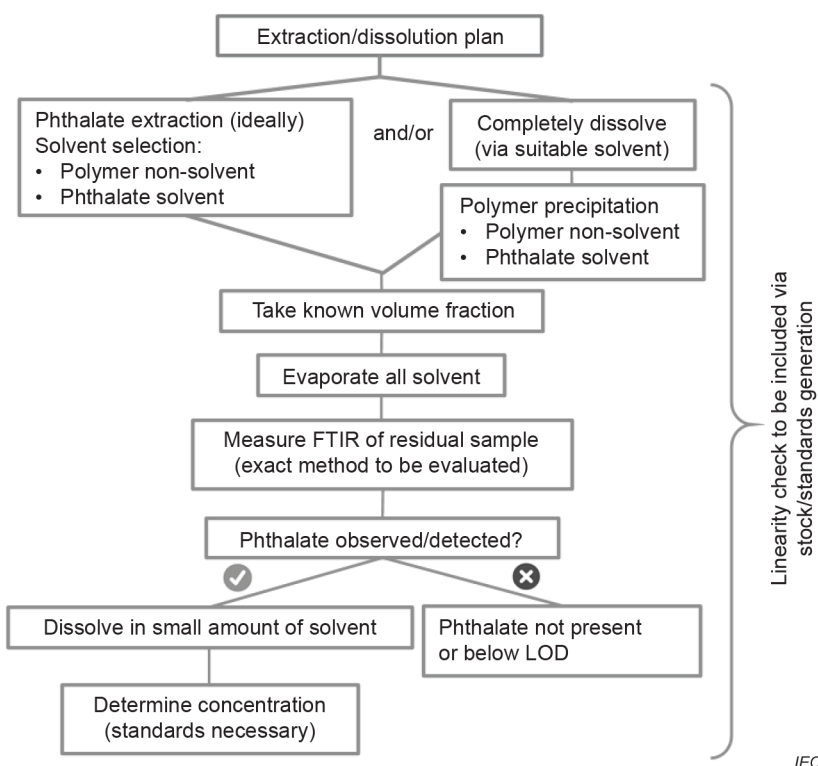 Extraction/dissolution plan
Phthalate extraction (ideally)
Solvent selection:
• Polymer non-solvent
• Phthalate solvent
and/or
Completely dissolve
(via suitable solvent)
Polymer precipitation
• Polymer non-solvent
• Phthalate solvent
Take known volume fraction
Evaporate all solvent
Measure FTIR of residual sample
(exact method to be evaluated)
Phthalate observed/detected?
Dissolve in small amount of solvent
Phthalate not present
or below LOD
Determine concentration
(standards necessary)
Linearity check to be included via
stock/standards generation
IEC